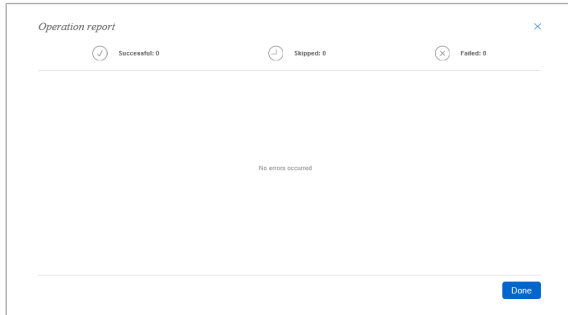 Operation report
Successful: 0 Skipped: 0 Failed: 0
No errors occurred
Done